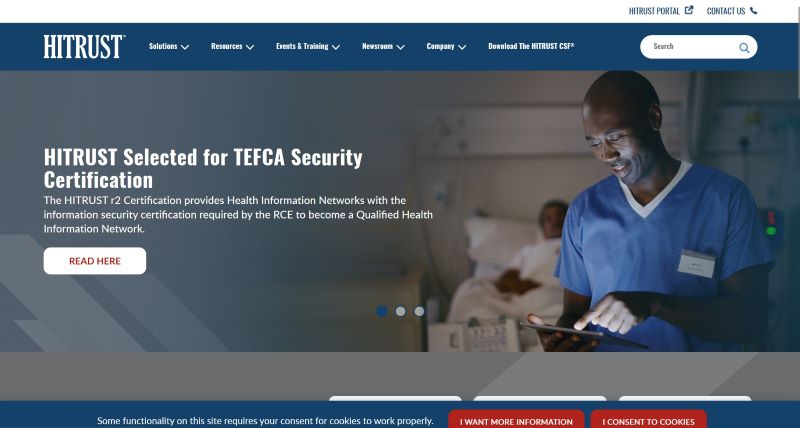 HITRUST PORTAL
CONTACT US
HITRUST®
Solutions
Resources
Events & Training
Newsroom
Company
Download The HITRUST CSF®
Search
HITRUST Selected for TEFCA Security
Certification
The HITRUST r2 Certification provides Health Information Networks with the
information security certification required by the RCE to become a Qualified Health
Information Network.
READ HERE
Some functionality on this site requires your consent for cookies to work properly.
I WANT MORE INFORMATION
I CONSENT TO COOKIES